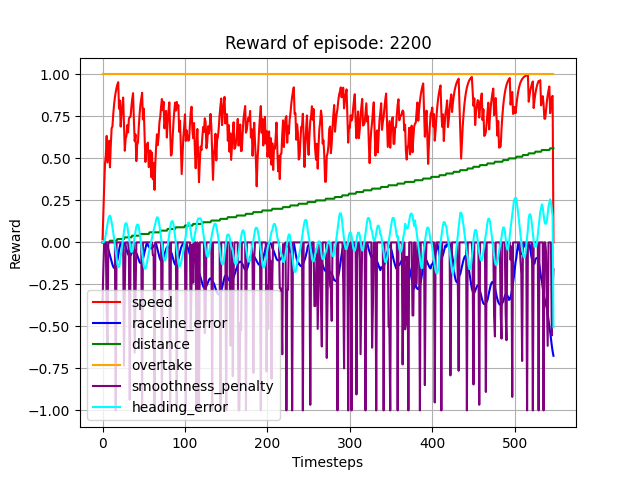 Reward of episode: 2200
1.00
0.75
0.50
0.25
0.00
−0.25
−0.50
−0.75
−1.00
Reward
speed
raceline_error
distance
overtake
smoothness_penalty
heading_error
0 100 200 300 400 500
Timesteps